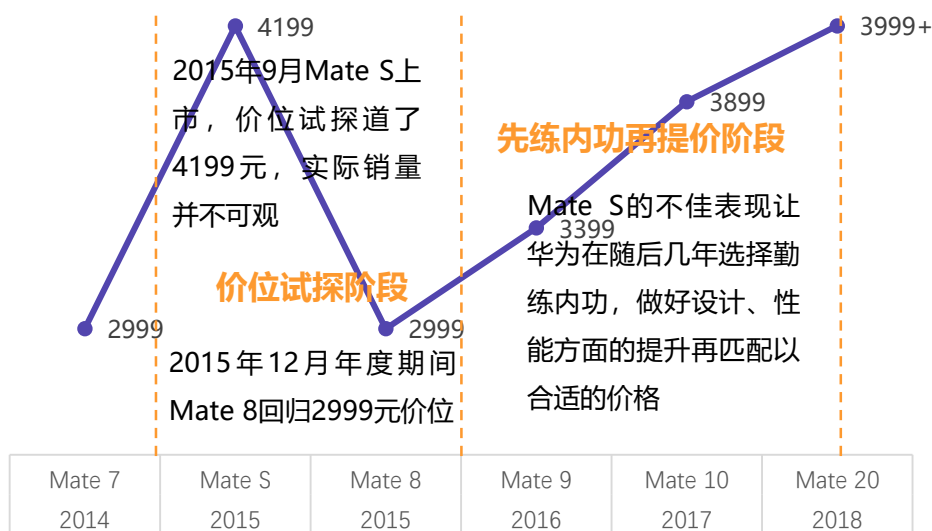 4199
3999+
2015年9月Mate S上
市，价位试探道了
4199元，实际销量
并不可观
3899
先练内功再提价阶段
Mate S的不佳表现让
3399
华为在随后几年选择勤
练内功，做好设计、性
能方面的提升再匹配以
合适的价格
价位试探阶段
2999
2999
2015年12月年度期间
Mate 8回归2999元价位
Mate 7
Mate S
Mate 8
Mate 9
Mate 10
Mate 20
2014
2015
2015
2016
2017
2018